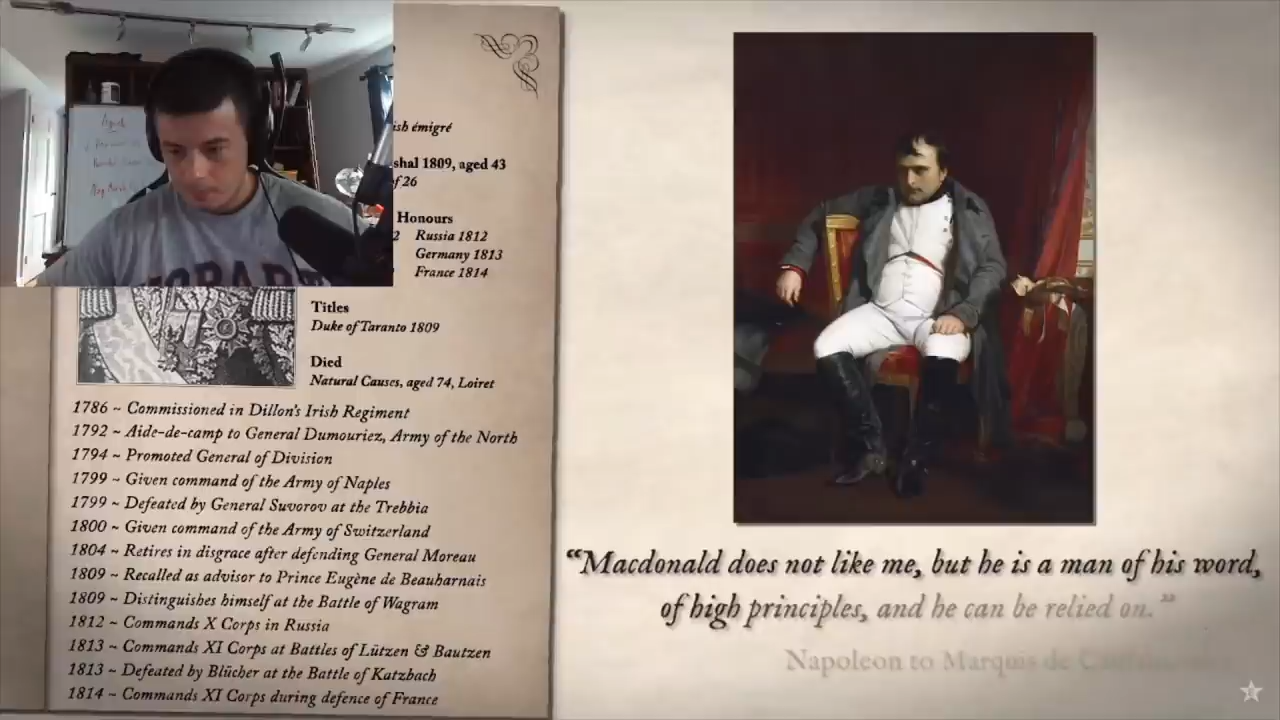 ish émigré
shal 1809, aged 43
of 26
Honours
2 Russia 1812
Germany 1813
France 1814
Titles
Duke of Taranto 1809
Died
Natural Causes, aged 74, Loiret
1786 ~ Commissioned in Dillon's Irish Regiment
1792 ~ Aide-de-camp to General Dumouriez, Army of the North
1794 ~ Promoted General of Division
1799 ~ Given command of the Army of Naples
1799 ~ Defeated by General Suvorov at the Trebbia
1800 ~ Given command of the Army of Switzerland
1804 ~ Retires in disgrace after defending General Moreau
1809 ~ Recalled as advisor to Prince Eugène de Beauharnais
1809 ~ Distinguishes himself at the Battle of Wagram
1812 ~ Commands X Corps in Russia
1813 ~ Commands XI Corps at Battles of Lützen & Bautzen
1813 ~ Defeated by Blücher at the Battle of Katzbach
1814 ~ Commands XI Corps during defence of France
“Macdonald does not like me, but he is a man of his word,
of high principles, and he can be relied on.”
Napoleon to Marquis de